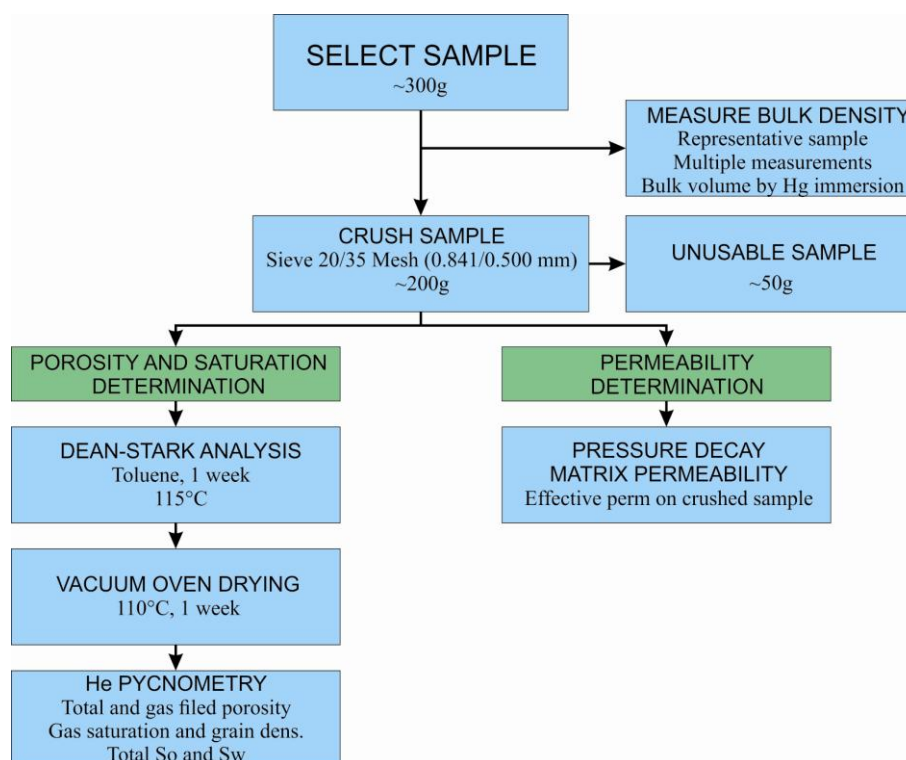 SELECT SAMPLE
~300g
MEASURE BULK DENSITY
Representative sample
Multiple measurements
Bulk volume by Hg immersion
CRUSH SAMPLE
Sieve 20/35 Mesh (0.841/0.500 mm)
~200g
UNUSABLE SAMPLE
~50g
POROSITY AND SATURATION
DETERMINATION
PERMEABILITY
DETERMINATION
DEAN-STARK ANALYSIS
Toluene, 1 week
115°C
PRESSURE DECAY
MATRIX PERMEABILITY
Effective perm on crushed sample
VACUUM OVEN DRYING
110°C, 1 week
He PYCNOMETRY
Total and gas filed porosity
Gas saturation and grain dens.
Total So and Sw